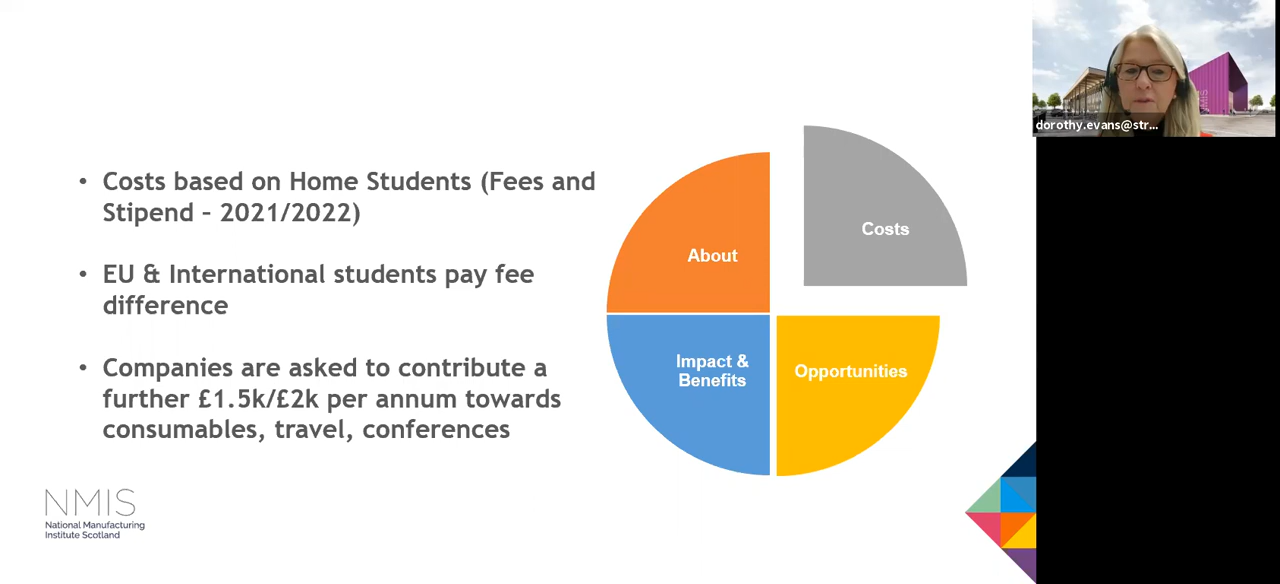 • Costs based on Home Students (Fees and
Stipend – 2021/2022)
• EU & International students pay fee
difference
• Companies are asked to contribute a
further £1.5k/£2k per annum towards
consumables, travel, conferences
About
Costs
Impact &
Benefits
Opportunities
NMIS
National Manufacturing
Institute Scotland
NMIS
dorothy.evans@str...